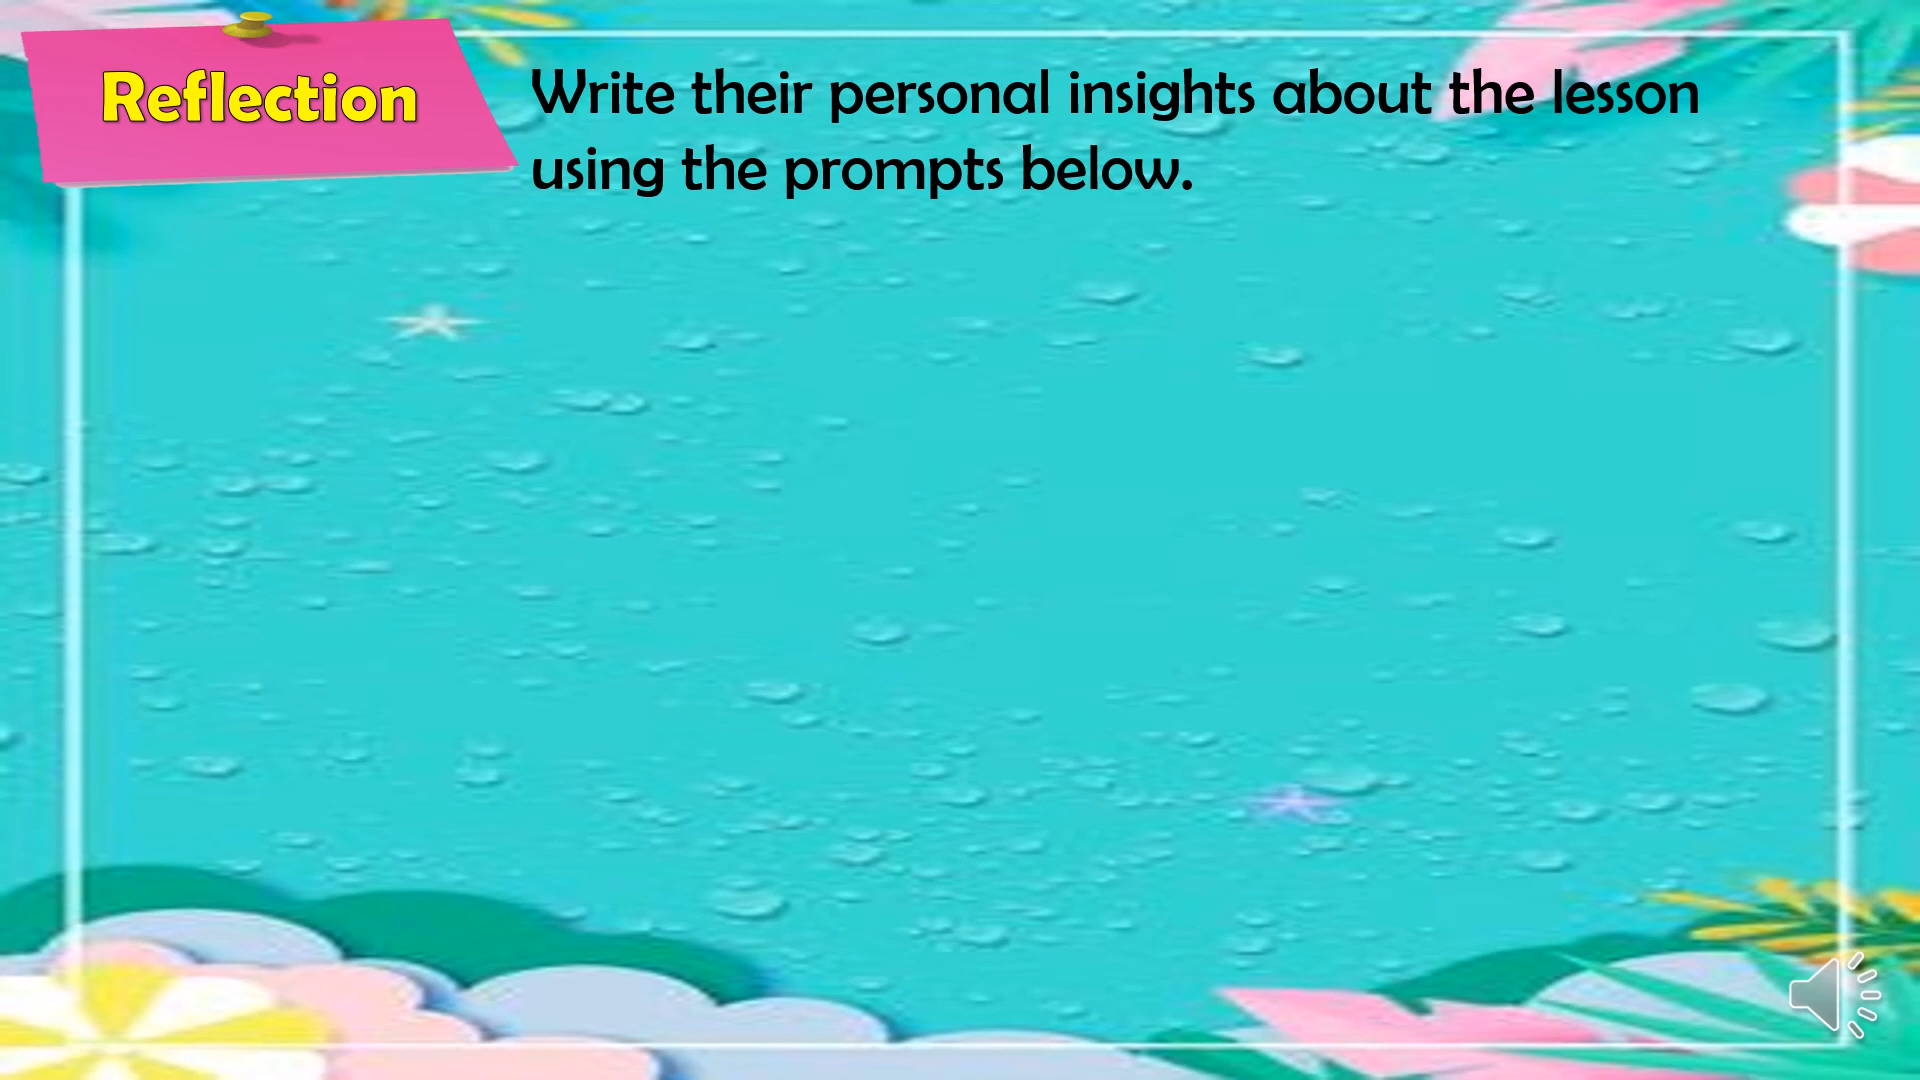 Reflection
Write their personal insights about the lesson
using the prompts below.